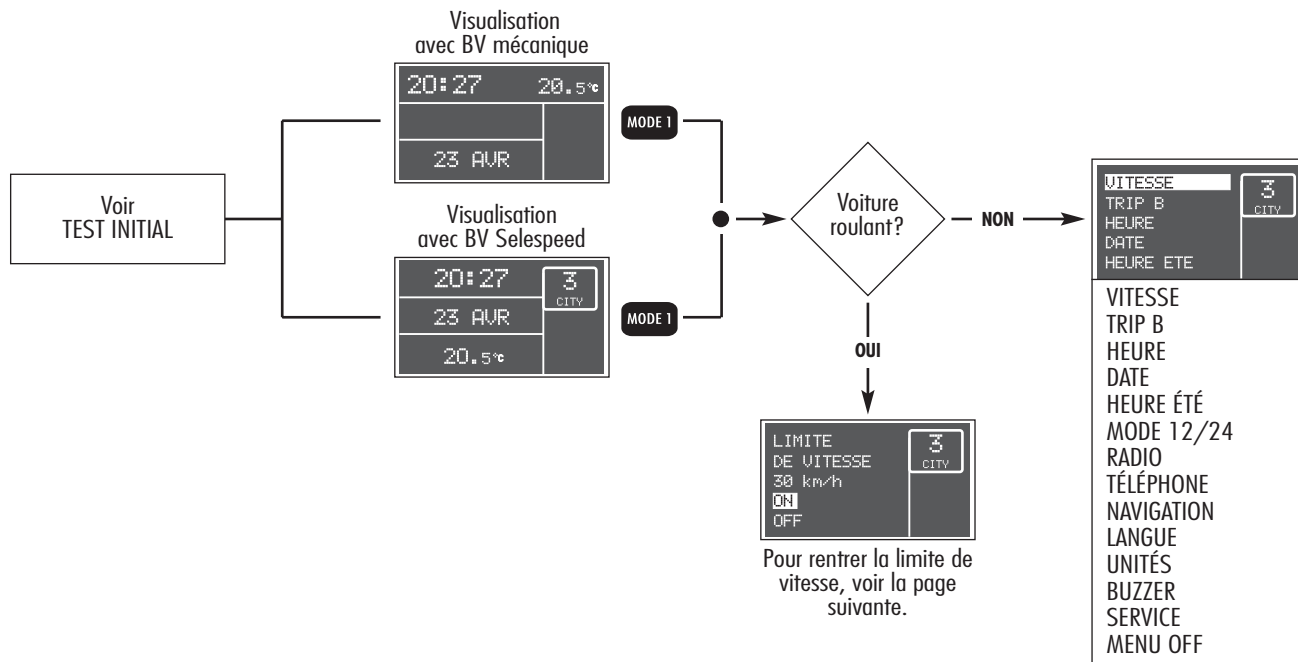 Visualisation
avec BV mécanique
20:27 20.5°c
23 AVR
MODE 1
Voir
TEST INITIAL
Visualisation
avec BV Selespeed
20:27
3
CITY
23 AVR
20.5°c
MODE 1
Voiture
roulant?
NON
OUI
LIMITE
DE VITESSE
30 km/h
ON
OFF
3
CITY
Pour rentrer la limite de
vitesse, voir la page
suivante.
VITESSE
TRIP B
HEURE
DATE
HEURE ETE
3
CITY
VITESSE
TRIP B
HEURE
DATE
HEURE ÉTÉ
MODE 12/24
RADIO
TÉLÉPHONE
NAVIGATION
LANGUE
UNITÉS
BUZZER
SERVICE
MENU OFF